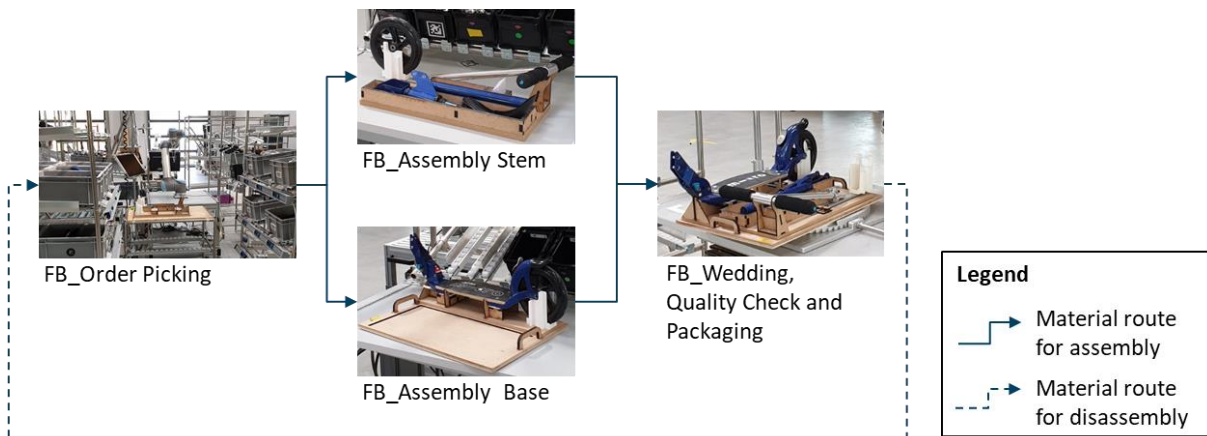 FB_Assembly Stem
FB_Order Picking
FB_Assembly Base
FB_Wedding,
Quality Check and
Packaging
Legend
Material route
for assembly
Material route
for disassembly